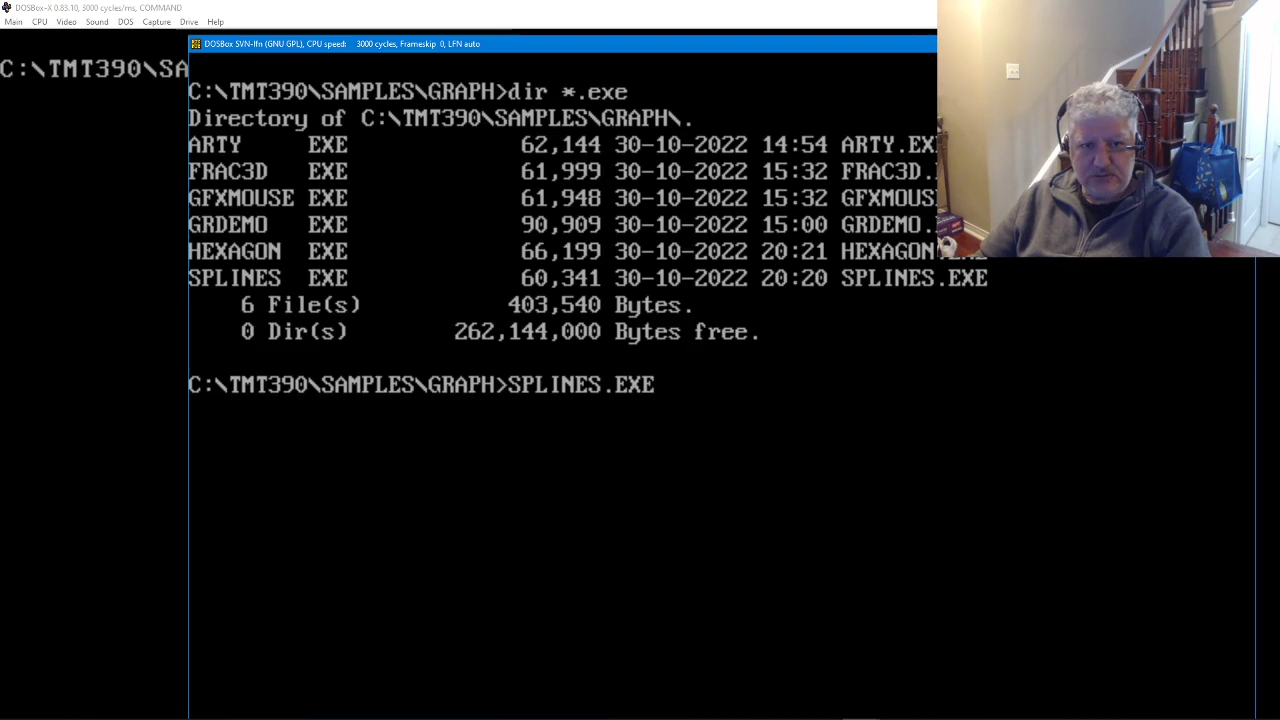 DOSBox-X 0.83.10, 3000 cycles/ms, COMMAND
Main CPU Video Sound DOS Capture Drive Help
C:\TMT390\SA
DOSBox SVN-lfn (GNU GPL), CPU speed: 3000 cycles, Frameskip 0, LFN auto
C:\TMT390\SAMPLES\GRAPH>dir *.exe
Directory of C:\TMT390\SAMPLES\GRAPH\.
ARTY EXE 62,144 30-10-2022 14:54 ARTY.EX
FRAC3D EXE 61,999 30-10-2022 15:32 FRAC3D.
GFXMOUSE EXE 61,948 30-10-2022 15:32 GFXMOUS
GRDEMO EXE 90,909 30-10-2022 15:00 GRDEMO.
HEXAGON EXE 66,199 30-10-2022 20:21 HEXAGON
SPLINES EXE 60,341 30-10-2022 20:20 SPLINES.EXE
6 File(s) 403,540 Bytes.
0 Dir(s) 262,144,000 Bytes free.
C:\TMT390\SAMPLES\GRAPH>SPLINES.EXE